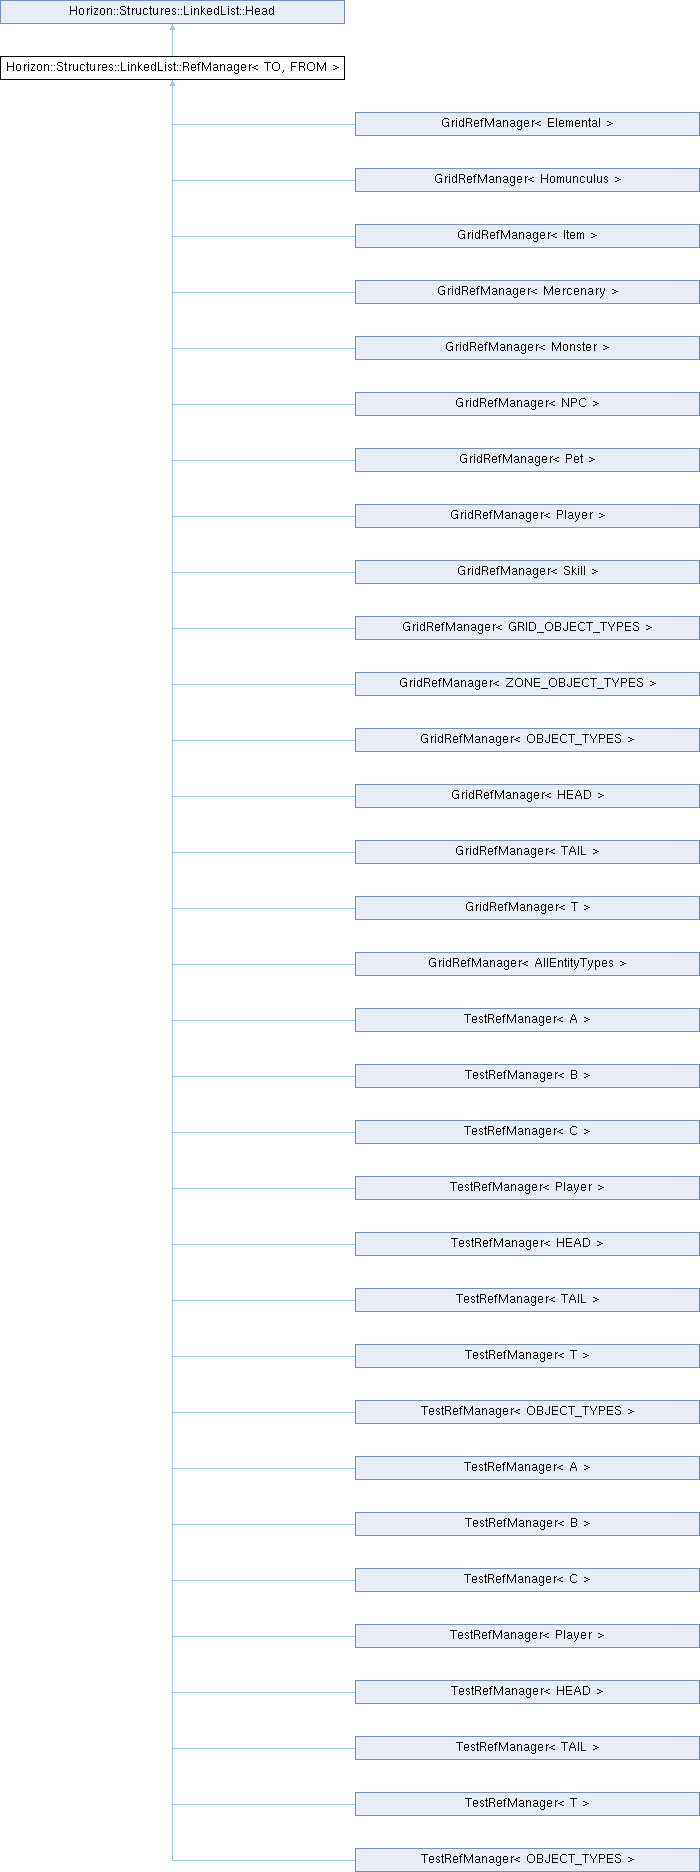 Horizon::Structures::LinkedList::Head
Horizon::Structures::LinkedList::RefManager< TO, FROM >
GridRefManager< Elemental >
GridRefManager< Homunculus >
GridRefManager< Item >
GridRefManager< Mercenary >
GridRefManager< Monster >
GridRefManager< NPC >
GridRefManager< Pet >
GridRefManager< Player >
GridRefManager< Skill >
GridRefManager< GRID_OBJECT_TYPES >
GridRefManager< ZONE_OBJECT_TYPES >
GridRefManager< OBJECT_TYPES >
GridRefManager< HEAD >
GridRefManager< TAIL >
GridRefManager< T >
GridRefManager< AllEntityTypes >
TestRefManager< A >
TestRefManager< B >
TestRefManager< C >
TestRefManager< Player >
TestRefManager< HEAD >
TestRefManager< TAIL >
TestRefManager< T >
TestRefManager< OBJECT_TYPES >
TestRefManager< A >
TestRefManager< B >
TestRefManager< C >
TestRefManager< Player >
TestRefManager< HEAD >
TestRefManager< TAIL >
TestRefManager< T >
TestRefManager< OBJECT_TYPES >